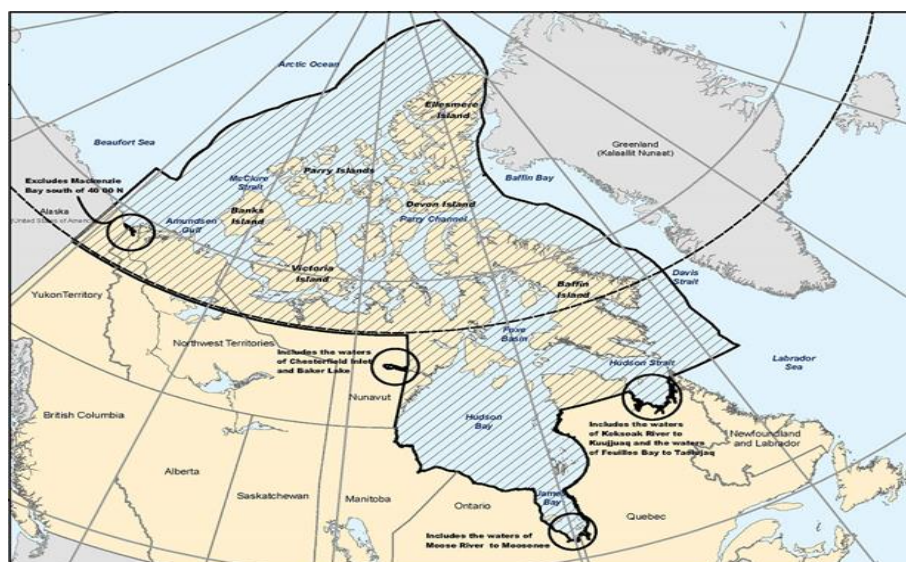 Arctic Ocean
Ellesmere
Island
Greenland
(Kalaallit Nunaat)
Beaufort Sea
Excludes Mackenzie
Bay south of 40 00 N
Alaska
(United States of America)
McClure
Strait
Parry Islands
Baffin Bay
Devon Island
Parry Channel
Banks
Island
Amundsen
Gulf
Victoria
Island
Baffin
Island
Davis
Strait
Yukon Territory
Foxe
Basin
Northwest Territories
Includes the waters
of Chesterfield Inlet
and Baker Lake
Hudson Strait
Labrador
Sea
Nunavut
British Columbia
Hudson
Bay
Includes the waters
of Koksoak River to
Kuujjuaq and the waters
of Feuilles Bay to Tasiujaq
Newfoundland
and Labrador
Alberta
Saskatchewan
Manitoba
Ontario
James
Bay
Quebec
Includes the waters of
Moose River to Moosonee